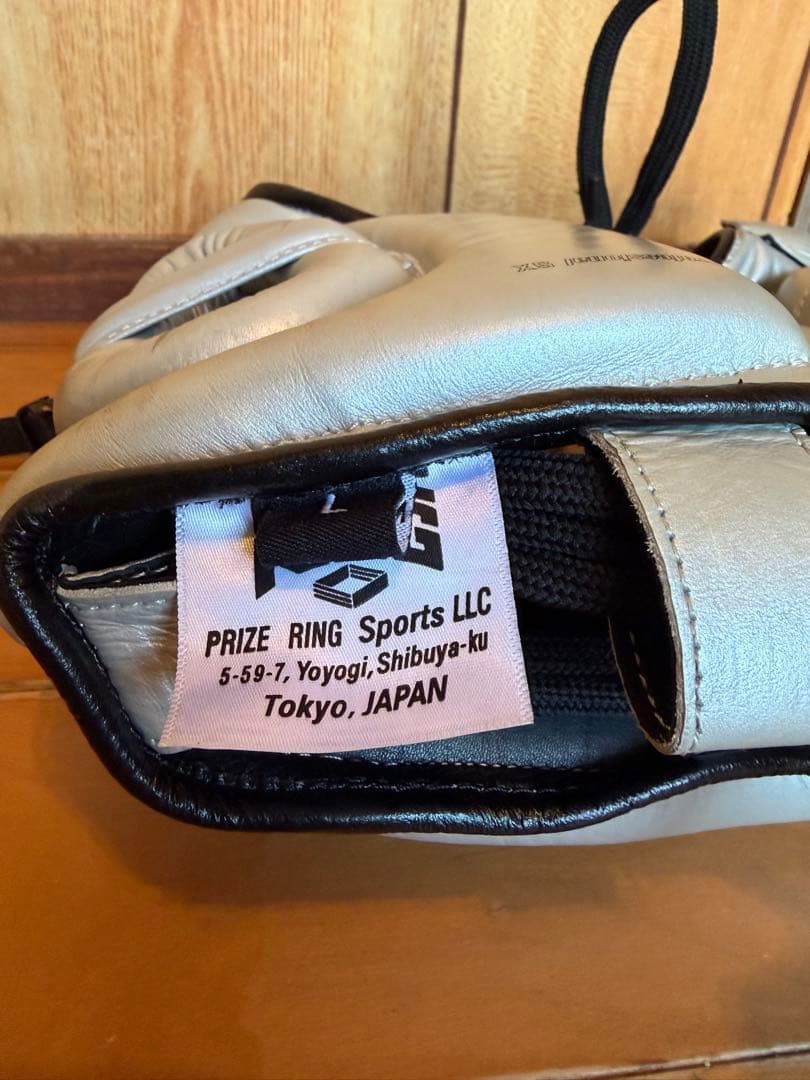 PRIZE RING Sports LLC
5-59-7, Yoyogi, Shibuya-ku
Tokyo, JAPAN